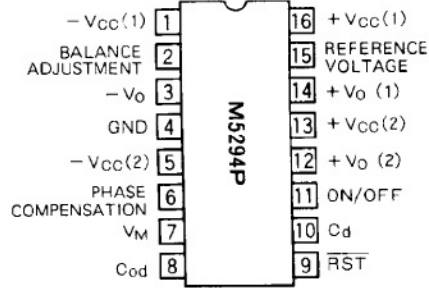 − Vcc(1) 1
BALANCE
ADJUSTMENT 2
− Vo 3
GND 4
− Vcc(2) 5
PHASE
COMPENSATION 6
VM 7
Cod 8
M5294P
16 + Vcc(1)
15 REFERENCE
VOLTAGE
14 + Vo (1)
13 + Vcc(2)
12 + Vo (2)
11 ON/OFF
10 Cd
9 R̅S̅T̅